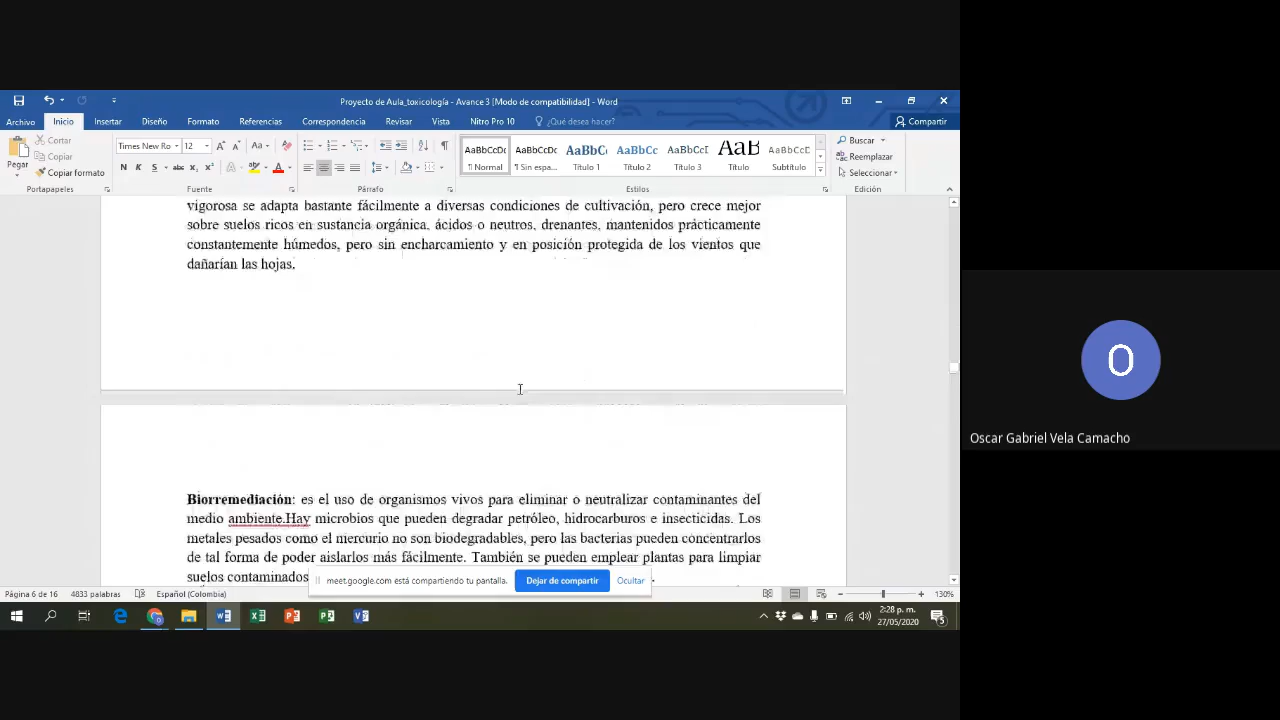 Proyecto de Aula_toxicología - Avance 3 [Modo de compatibilidad] - Word
Archivo Inicio Insertar Diseño Formato Referencias Correspondencia Revisar Vista Nitro Pro 10 ¿Qué desea hacer? Compartir
Pegar
Cortar
Copiar
Copiar formato
Portapapeles
Times New Ro 12
N K S abc x₂ x²
Fuente
Párrafo
AaBbCcDc ¶ Normal
AaBbCcDc ¶ Sin espa...
AaBbC Título 1
AaBbCc Título 2
AaBbCcD Título 3
AaB Título
AaBbCcD Subtítulo
Estilos
Buscar
Reemplazar
Seleccionar
Edición
vigorosa se adapta bastante fácilmente a diversas condiciones de cultivación, pero crece mejor
sobre suelos ricos en sustancia orgánica, ácidos o neutros, drenantes, mantenidos prácticamente
constantemente húmedos, pero sin encharcamiento y en posición protegida de los vientos que
dañarían las hojas.
Biorremediación: es el uso de organismos vivos para eliminar o neutralizar contaminantes del
medio ambiente.Hay microbios que pueden degradar petróleo, hidrocarburos e insecticidas. Los
metales pesados como el mercurio no son biodegradables, pero las bacterias pueden concentrarlos
de tal forma de poder aislarlos más fácilmente. También se pueden emplear plantas para limpiar
suelos contaminados
meet.google.com está compartiendo tu pantalla. Dejar de compartir Ocultar
Página 6 de 16 4833 palabras Español (Colombia) 130%
2:28 p. m.
27/05/2020
5
O
Oscar Gabriel Vela Camacho